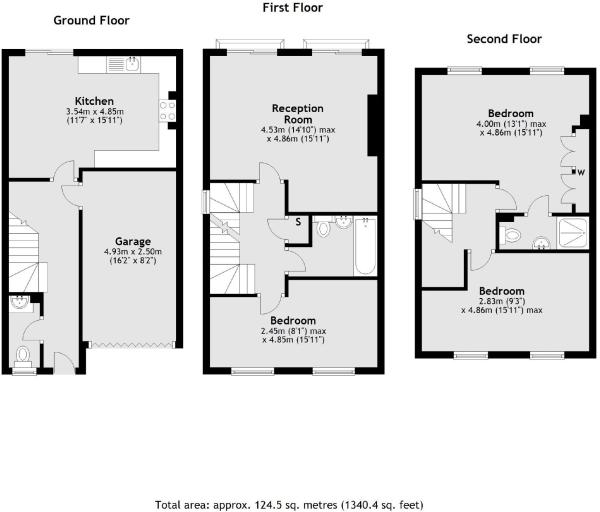 Ground Floor
Kitchen
3.54m x 4.85m
(11'7" x 15'11")
Garage
4.93m x 2.50m
(16'2" x 8'2")
First Floor
Reception
Room
4.53m (14'10") max
x 4.86m (15'11")
S
Bedroom
2.45m (8'1") max
x 4.85m (15'11")
Second Floor
Bedroom
4.00m (13'1") max
x 4.86m (15'11")
W
Bedroom
2.83m (9'3")
x 4.86m (15'11") max
Total area: approx. 124.5 sq. metres (1340.4 sq. feet)